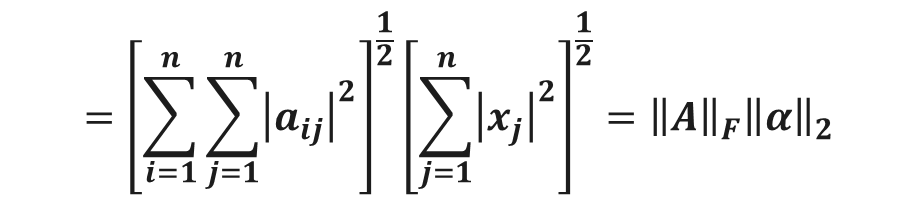 = [∑_{i=1}^{n} ∑_{j=1}^{n} |a_{ij}|^2]^{1/2} [∑_{j=1}^{n} |x_j|^2]^{1/2} = ‖A‖_F ‖α‖_2